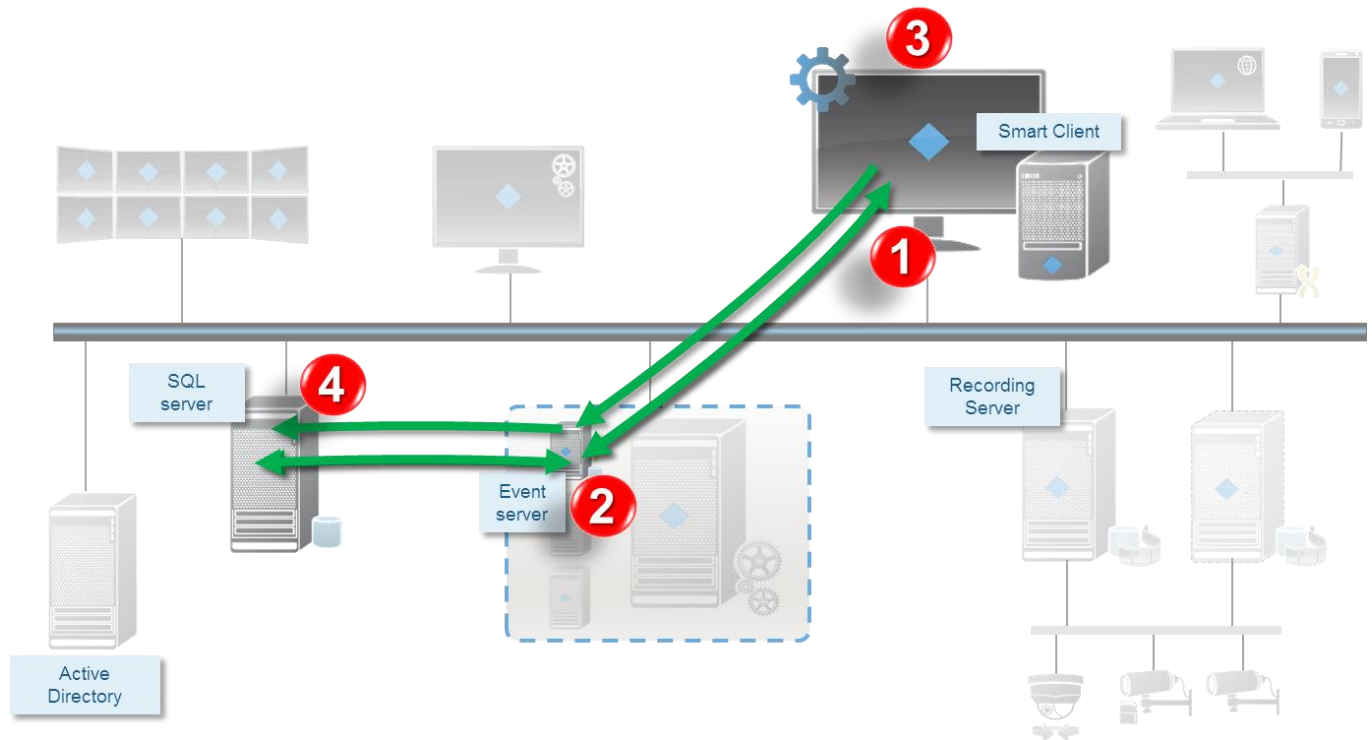 3
Smart Client
1
SQL
server
4
Recording
Server
Event
server
2
Active
Directory